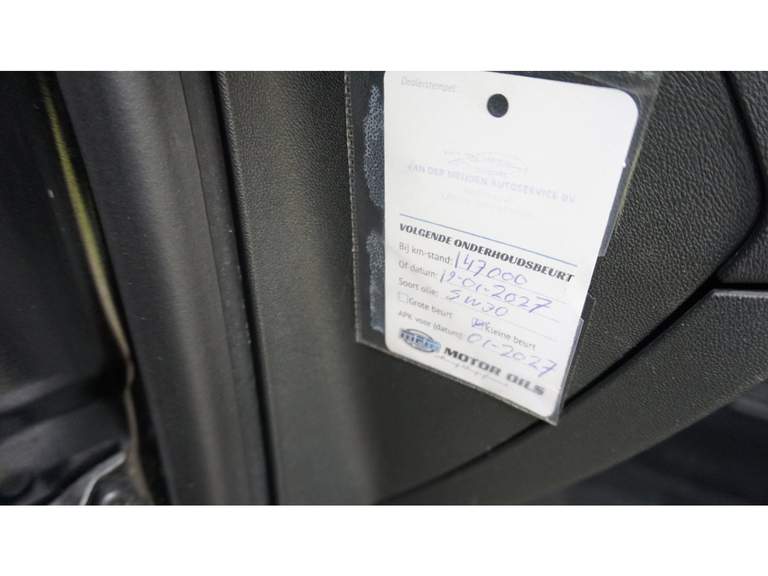 Dealerstempel:
VAN DER MEIJDEN AUTOSERVICE BV
VOLGENDE ONDERHOUDSBEURT
Bij km-stand: 147000
Of datum: 19-01-2027
Soort olie: 5W30
Grote beurt Kleine beurt
APK voor (datum): 01-2027
MOTOR OILS